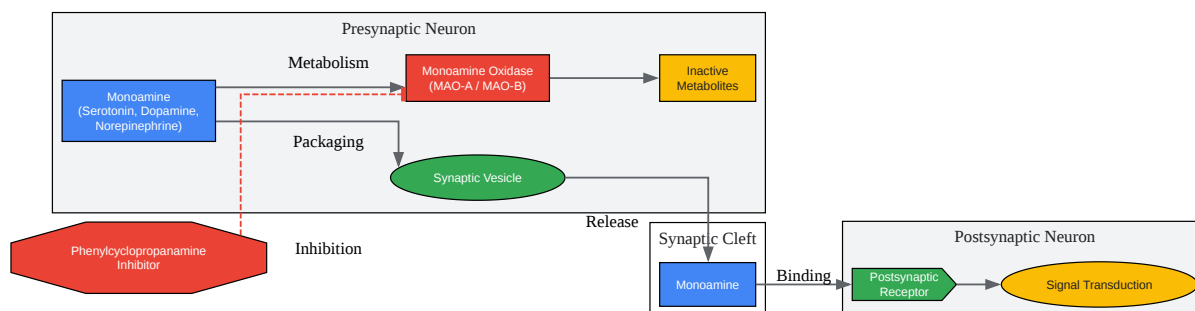 Presynaptic Neuron
Metabolism
Monoamine Oxidase
(MAO-A / MAO-B)
Inactive
Metabolites
Monoamine
(Serotonin, Dopamine,
Norepinephrine)
Packaging
Synaptic Vesicle
Release
Phenylcyclopropanamine
Inhibitor
Inhibition
Synaptic Cleft
Monoamine
Binding
Postsynaptic Neuron
Postsynaptic
Receptor
Signal Transduction